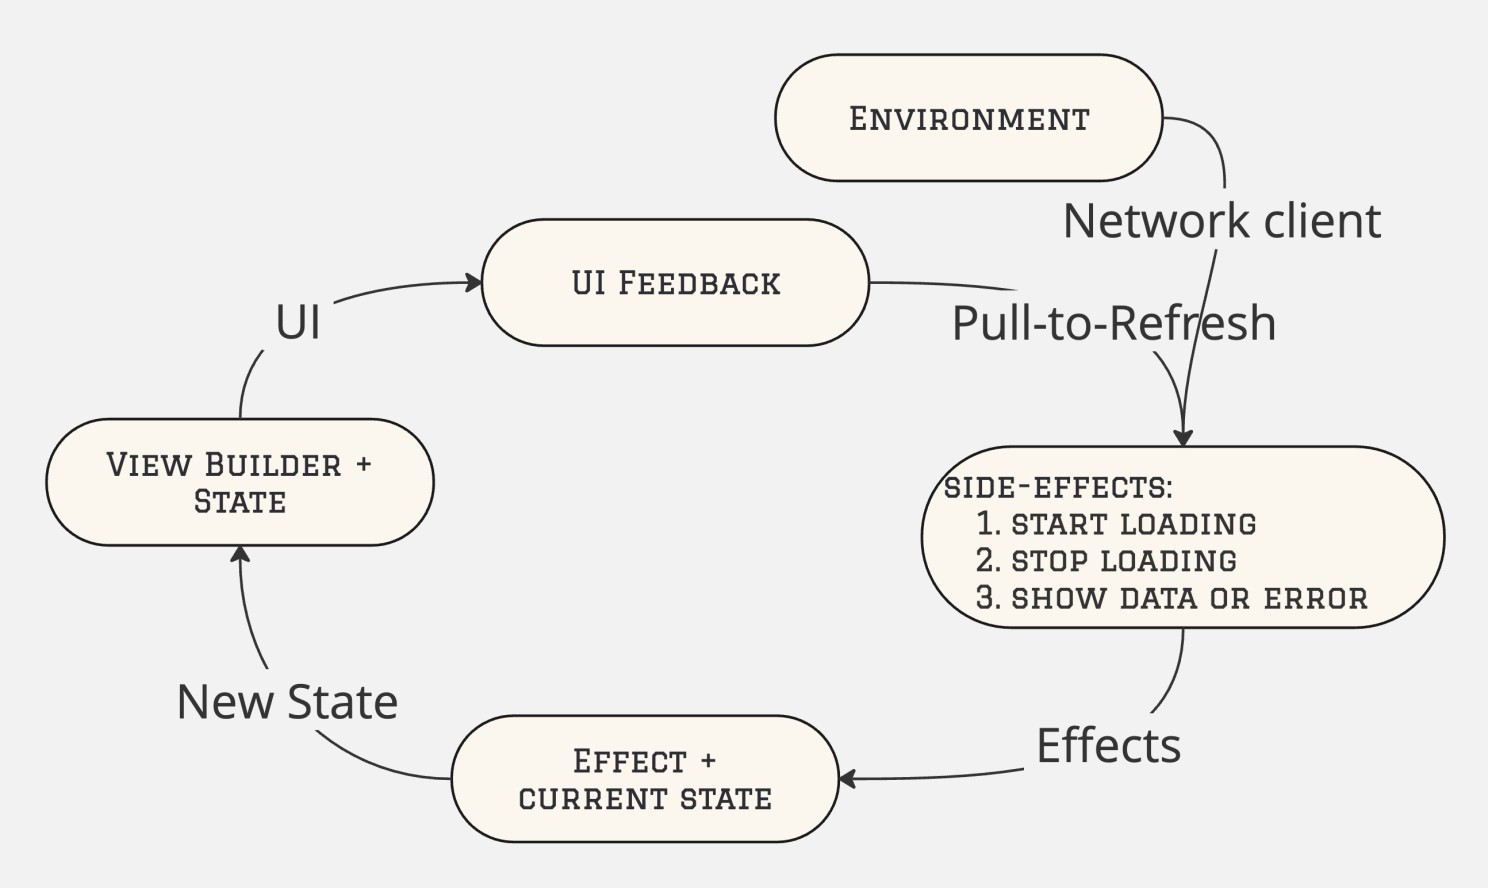 Environment
Network client
UI Feedback
Pull-to-Refresh
UI
View Builder +
State
side-effects:
1. start loading
2. stop loading
3. show data or error
New State
Effects
Effect +
current state